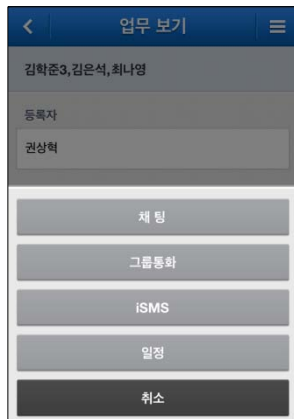 업무 보기
김학준3,김은석,최나영
등록자
권상혁
채 팅
그룹통화
iSMS
일정
취소